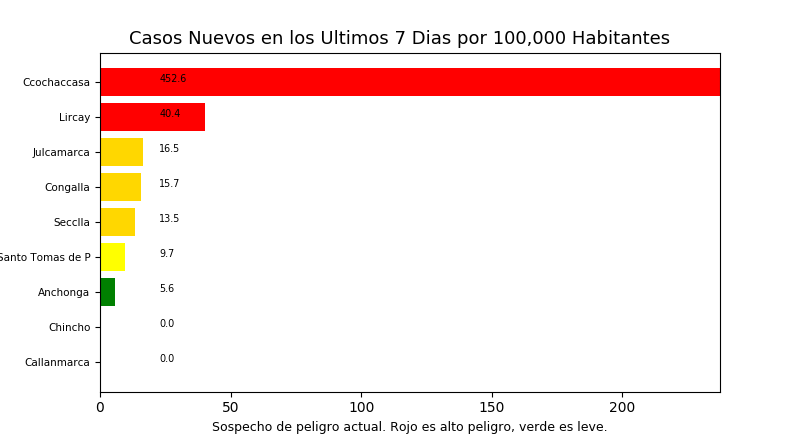 Casos Nuevos en los Ultimos 7 Dias por 100,000 Habitantes
Ccochaccasa 452.6
Lircay 40.4
Julcamarca 16.5
Congalla 15.7
Secclla 13.5
Santo Tomas de P 9.7
Anchonga 5.6
Chincho 0.0
Callanmarca 0.0
0 50 100 150 200
Sospecho de peligro actual. Rojo es alto peligro, verde es leve.